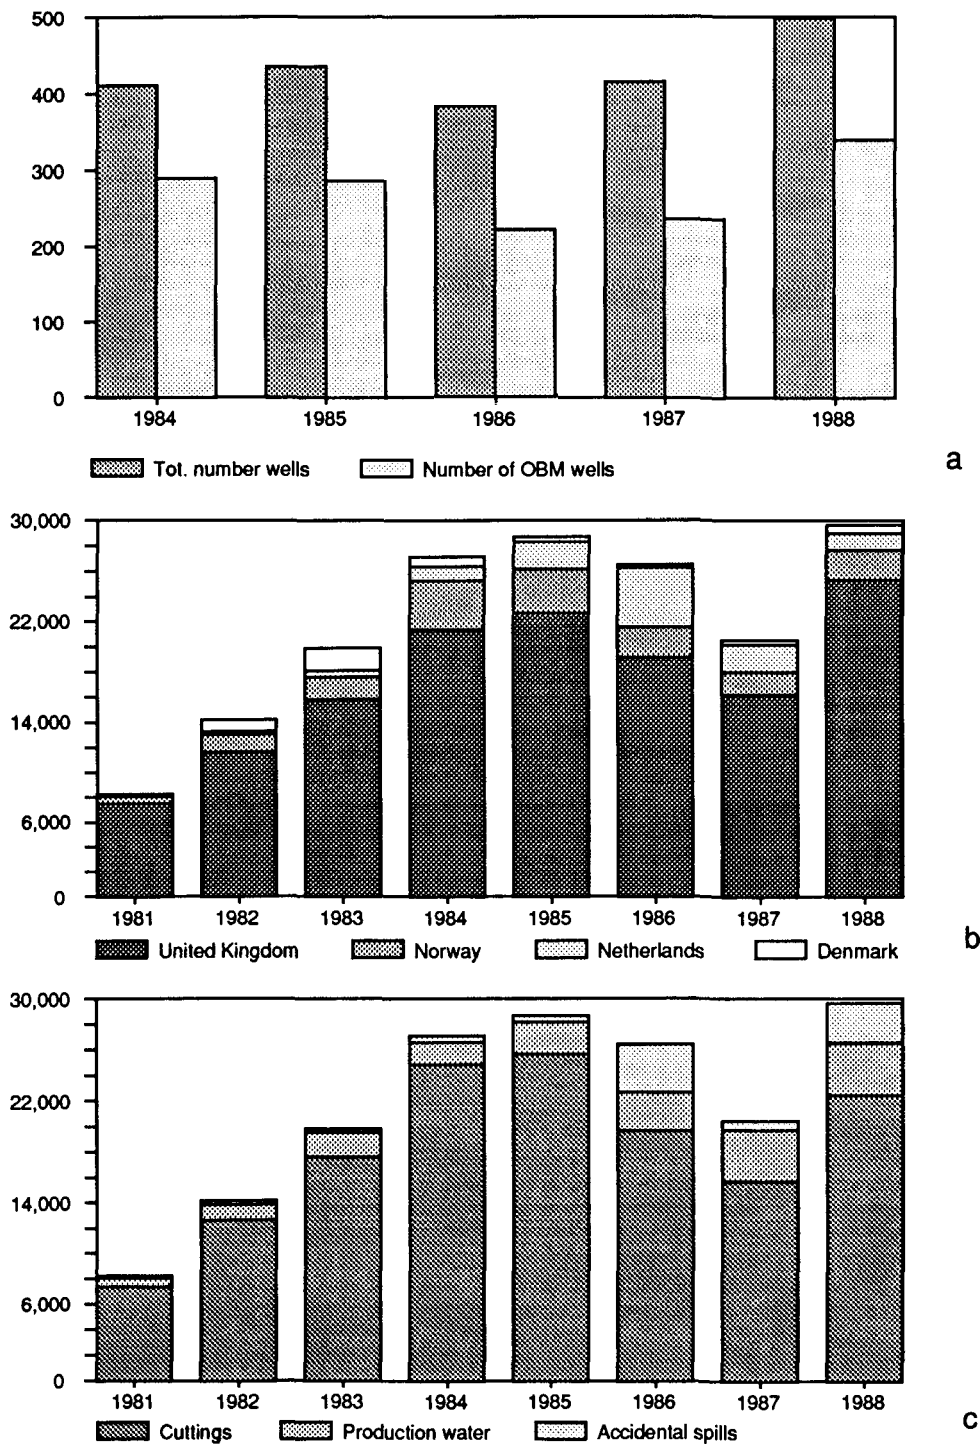 500
400
300
200
100
0
1984 1985 1986 1987 1988
Tot. number wells Number of OBM wells
a
30,000
22,000
14,000
6,000
0
1981 1982 1983 1984 1985 1986 1987 1988
United Kingdom Norway Netherlands Denmark
b
30,000
22,000
14,000
6,000
0
1981 1982 1983 1984 1985 1986 1987 1988
Cuttings Production water Accidental spills
c